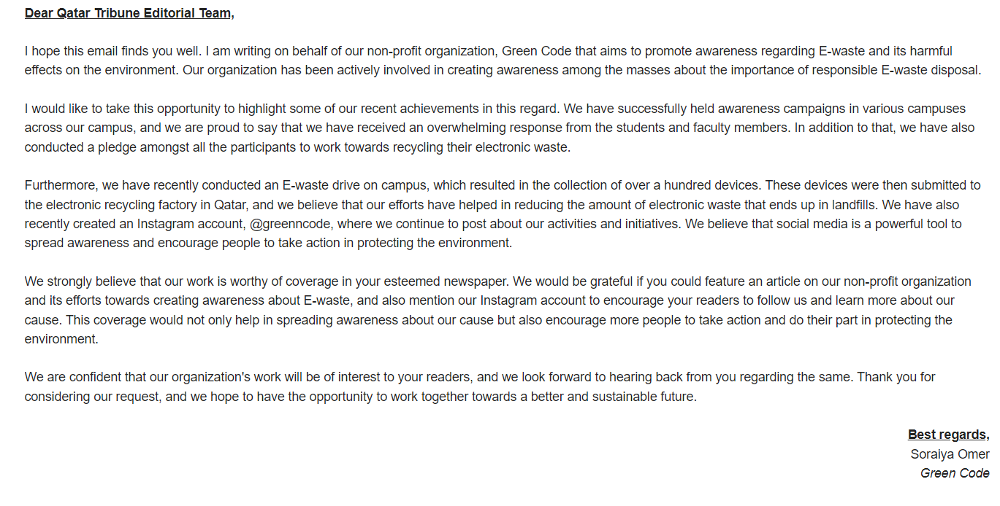 Dear Qatar Tribune Editorial Team,
I hope this email finds you well. I am writing on behalf of our non-profit organization, Green Code that aims to promote awareness regarding E-waste and its harmful
effects on the environment. Our organization has been actively involved in creating awareness among the masses about the importance of responsible E-waste disposal.
I would like to take this opportunity to highlight some of our recent achievements in this regard. We have successfully held awareness campaigns in various campuses
across our campus, and we are proud to say that we have received an overwhelming response from the students and faculty members. In addition to that, we have also
conducted a pledge amongst all the participants to work towards recycling their electronic waste.
Furthermore, we have recently conducted an E-waste drive on campus, which resulted in the collection of over a hundred devices. These devices were then submitted to
the electronic recycling factory in Qatar, and we believe that our efforts have helped in reducing the amount of electronic waste that ends up in landfills. We have also
recently created an Instagram account, @greenncode, where we continue to post about our activities and initiatives. We believe that social media is a powerful tool to
spread awareness and encourage people to take action in protecting the environment.
We strongly believe that our work is worthy of coverage in your esteemed newspaper. We would be grateful if you could feature an article on our non-profit organization
and its efforts towards creating awareness about E-waste, and also mention our Instagram account to encourage your readers to follow us and learn more about our
cause. This coverage would not only help in spreading awareness about our cause but also encourage more people to take action and do their part in protecting the
environment.
We are confident that our organization's work will be of interest to your readers, and we look forward to hearing back from you regarding the same. Thank you for
considering our request, and we hope to have the opportunity to work together towards a better and sustainable future.
Best regards,
Soraiya Omer
Green Code